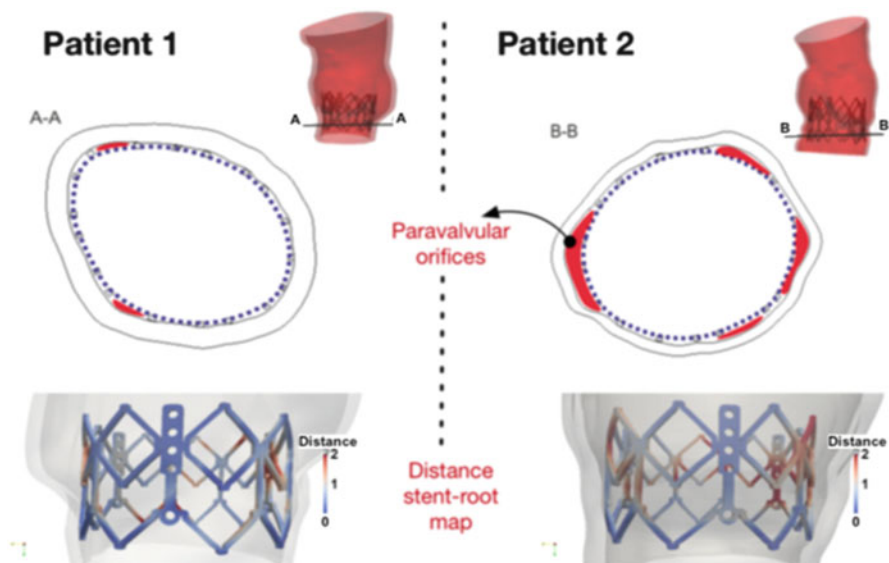 Patient 1
Patient 2
A-A
A
A
B-B
B
B
Paravalvular
orifices
Distance
2
1
0
Distance
stent-root
map
Distance
2
1
0